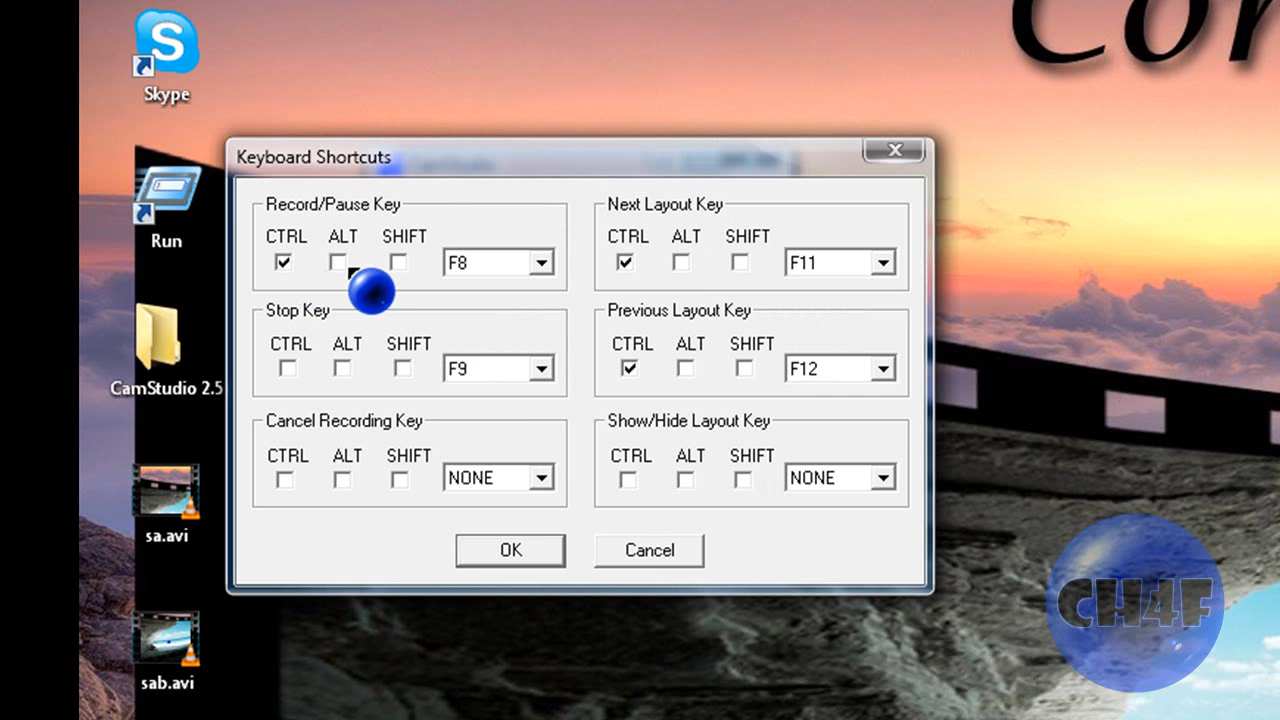 Cor
Skype
Run
CamStudio 2.5
sa.avi
sab.avi
Keyboard Shortcuts
Record/Pause Key
CTRL ALT SHIFT
F8
Stop Key
CTRL ALT SHIFT
F9
Cancel Recording Key
CTRL ALT SHIFT
NONE
Next Layout Key
CTRL ALT SHIFT
F11
Previous Layout Key
CTRL ALT SHIFT
F12
Show/Hide Layout Key
CTRL ALT SHIFT
NONE
OK
Cancel
CH4F